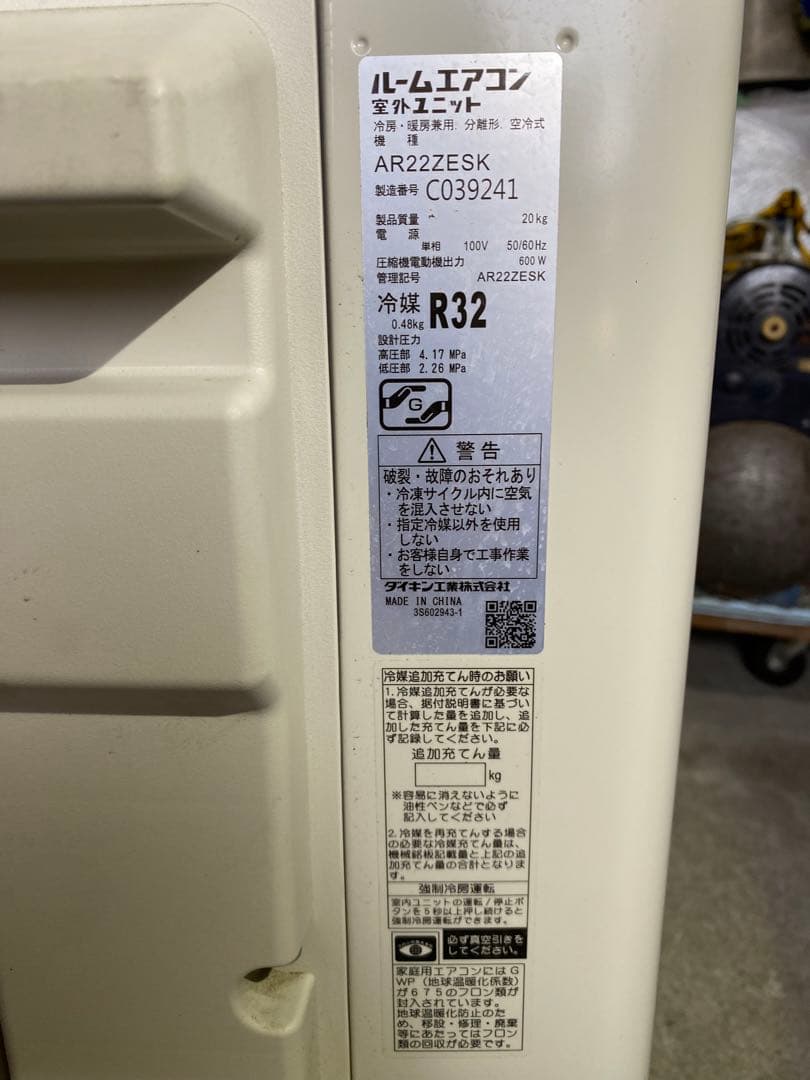 ルームエアコン
室外ユニット
冷房・暖房兼用. 分離形. 空冷式
機 種
AR22ZESK
製造番号 C039241
製品質量 20kg
電 源
単相 100V 50/60Hz
圧縮機電動機出力 600 W
管理記号 AR22ZESK
冷媒 R32
0.48kg
設計圧力
高圧部 4.17 MPa
低圧部 2.26 MPa
G
警告
破裂・故障のおそれあり
・冷凍サイクル内に空気
を混入させない
・指定冷媒以外を使用
しない
・お客様自身で工事作業
をしない
ダイキン工業株式会社
MADE IN CHINA
3S602943-1
冷媒追加充てん時のお願い
1.冷媒追加充てんが必要な
場合、据付説明書に基づい
て計算した量を追加し、追
加した充てん量を下記に必
ず記録してください。
追加充てん量
kg
※容易に消えないように
油性ペンなどで必ず
記入してください
2.冷媒を再充てんする場合
の必要な冷媒充てん量は、
機械銘板記載量と上記の追
加充てん量の合計となりま
す。
強制冷房運転
室内ユニットの運転/停止ボ
タンを5秒以上押し続けると
強制冷房運転ができます。
必ず真空引きを
してください。
家庭用エアコンにはG
WP（地球温暖化係数）
が675のフロン類が
封入されています。
地球温暖化防止のた
め、移設・修理・廃棄
等にあたってはフロン
類の回収が必要です。